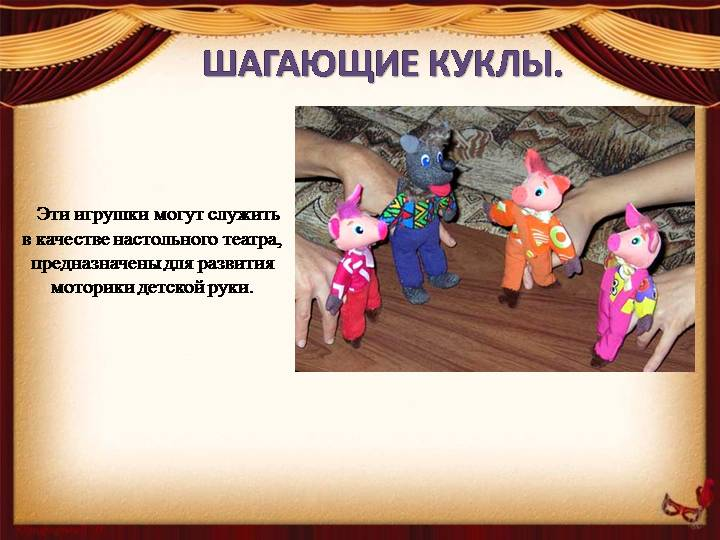 ШАГАЮЩИЕ КУКЛЫ.
Эти игрушки могут служить
в качестве настольного театра,
предназначены для развития
моторики детской руки.